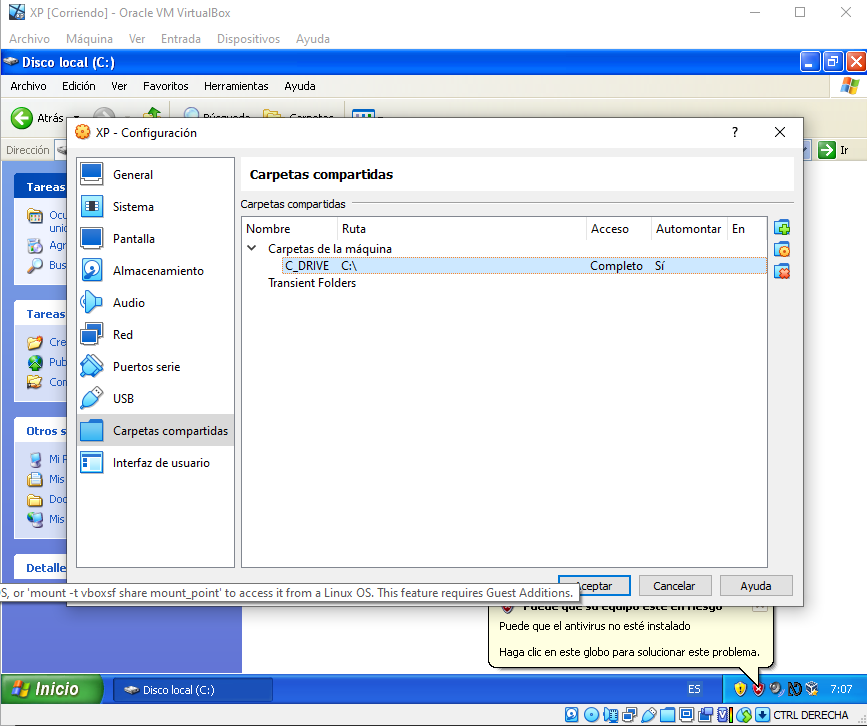 XP [Corriendo] - Oracle VM VirtualBox
Archivo Máquina Ver Entrada Dispositivos Ayuda
Disco local (C:)
Archivo Edición Ver Favoritos Herramientas Ayuda
Atrás Búsqueda Carpetas
Dirección Ir
XP - Configuración ?
Tareas
Tareas
Otros s
Mi P
Mis
Mis
Detalle
General
Sistema
Pantalla
Almacenamiento
Audio
Red
Puertos serie
USB
Carpetas compartidas
Interfaz de usuario
Carpetas compartidas
Carpetas compartidas
Nombre Ruta Acceso Automontar En
Carpetas de la máquina
C_DRIVE C:\ Completo Sí
Transient Folders
Aceptar Cancelar Ayuda
S, or 'mount -t vboxsf share mount_point' to access it from a Linux OS. This feature requires Guest Additions.
Puede que su equipo esté en riesgo
Puede que el antivirus no esté instalado
Haga clic en este globo para solucionar este problema.
Inicio Disco local (C:) ES 7:07
CTRL DERECHA